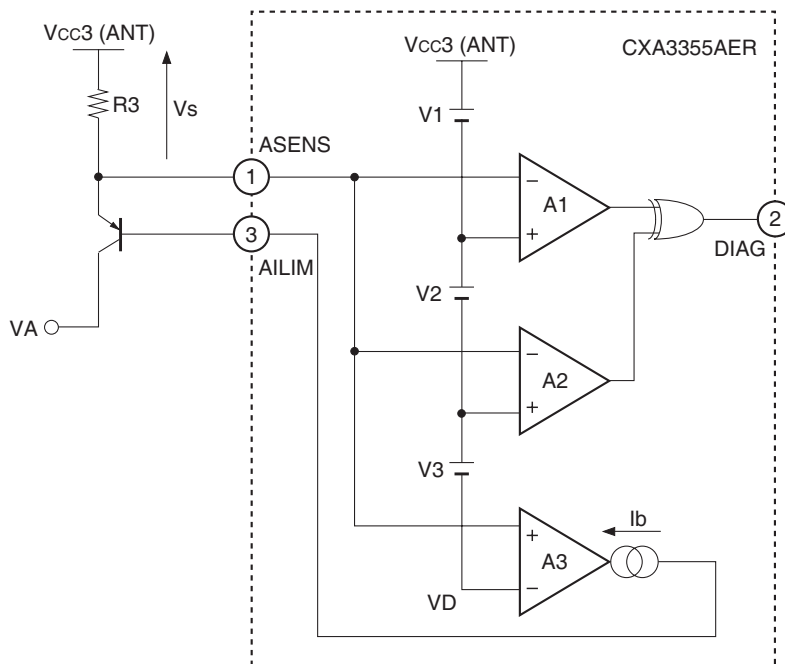 VCC3 (ANT)
R3
Vs
VCC3 (ANT)
CXA3355AER
V1
ASENS
1
−
A1
+
2
DIAG
3
AILIM
V2
VA
−
A2
+
V3
Ib
+
A3
−
VD